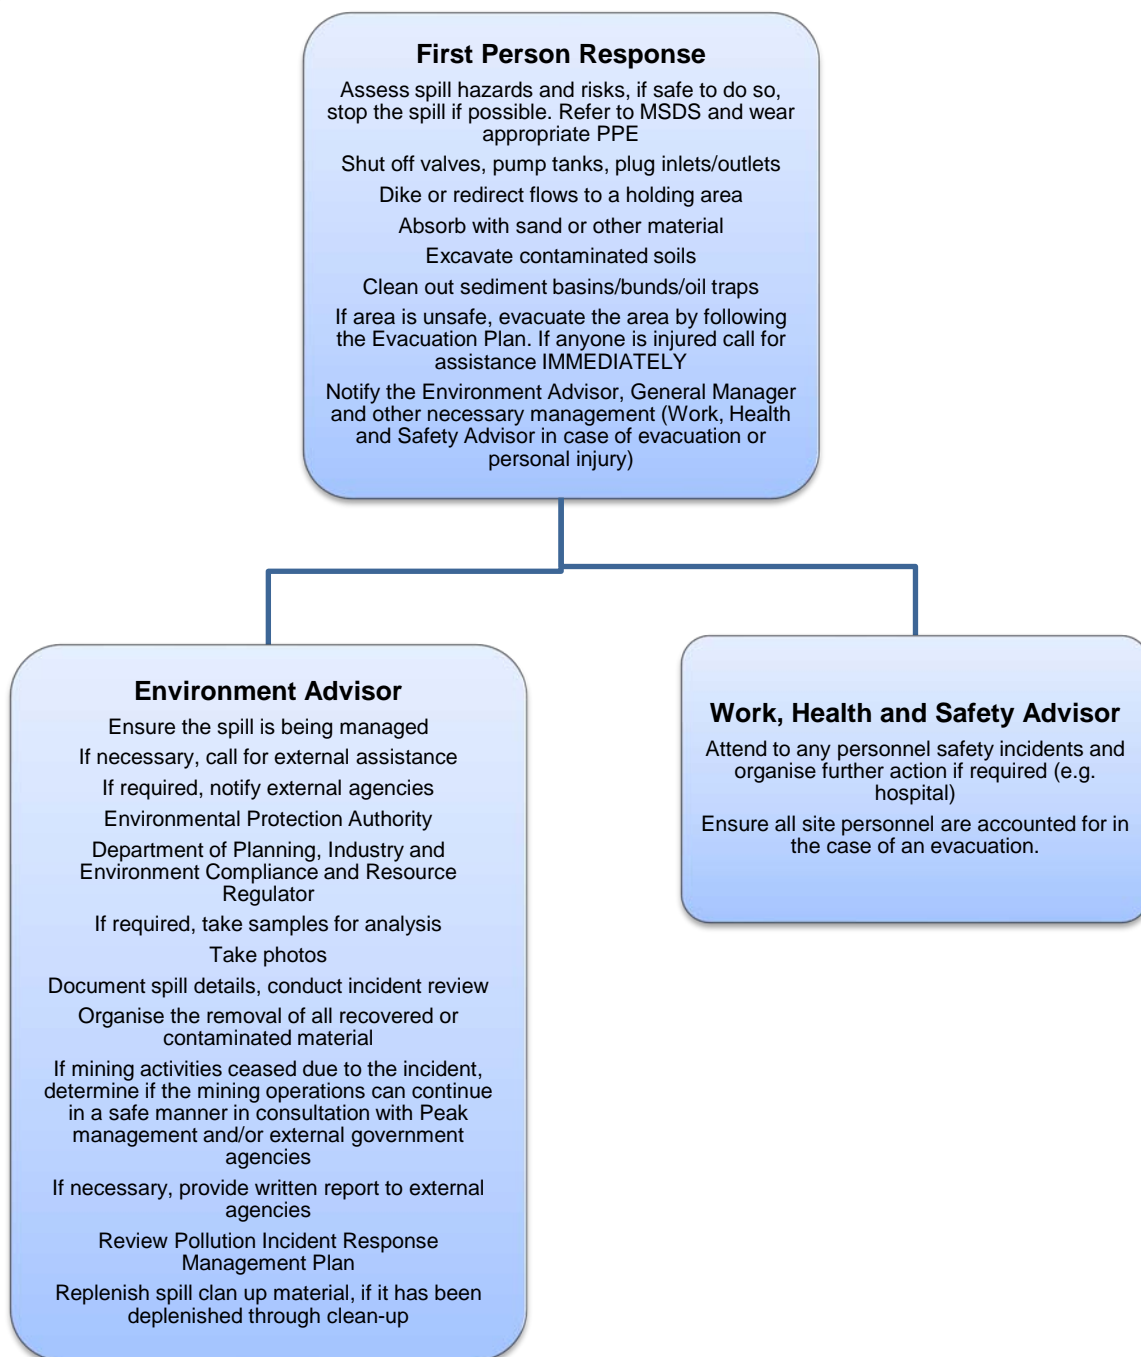 First Person Response
Assess spill hazards and risks, if safe to do so,
stop the spill if possible. Refer to MSDS and wear
appropriate PPE
Shut off valves, pump tanks, plug inlets/outlets
Dike or redirect flows to a holding area
Absorb with sand or other material
Excavate contaminated soils
Clean out sediment basins/bunds/oil traps
If area is unsafe, evacuate the area by following
the Evacuation Plan. If anyone is injured call for
assistance IMMEDIATELY
Notify the Environment Advisor, General Manager
and other necessary management (Work, Health
and Safety Advisor in case of evacuation or
personal injury)
Environment Advisor
Ensure the spill is being managed
If necessary, call for external assistance
If required, notify external agencies
Environmental Protection Authority
Department of Planning, Industry and
Environment Compliance and Resource
Regulator
If required, take samples for analysis
Take photos
Document spill details, conduct incident review
Organise the removal of all recovered or
contaminated material
If mining activities ceased due to the incident,
determine if the mining operations can continue
in a safe manner in consultation with Peak
management and/or external government
agencies
If necessary, provide written report to external
agencies
Review Pollution Incident Response
Management Plan
Replenish spill clan up material, if it has been
deplenished through clean-up
Work, Health and Safety Advisor
Attend to any personnel safety incidents and
organise further action if required (e.g.
hospital)
Ensure all site personnel are accounted for in
the case of an evacuation.